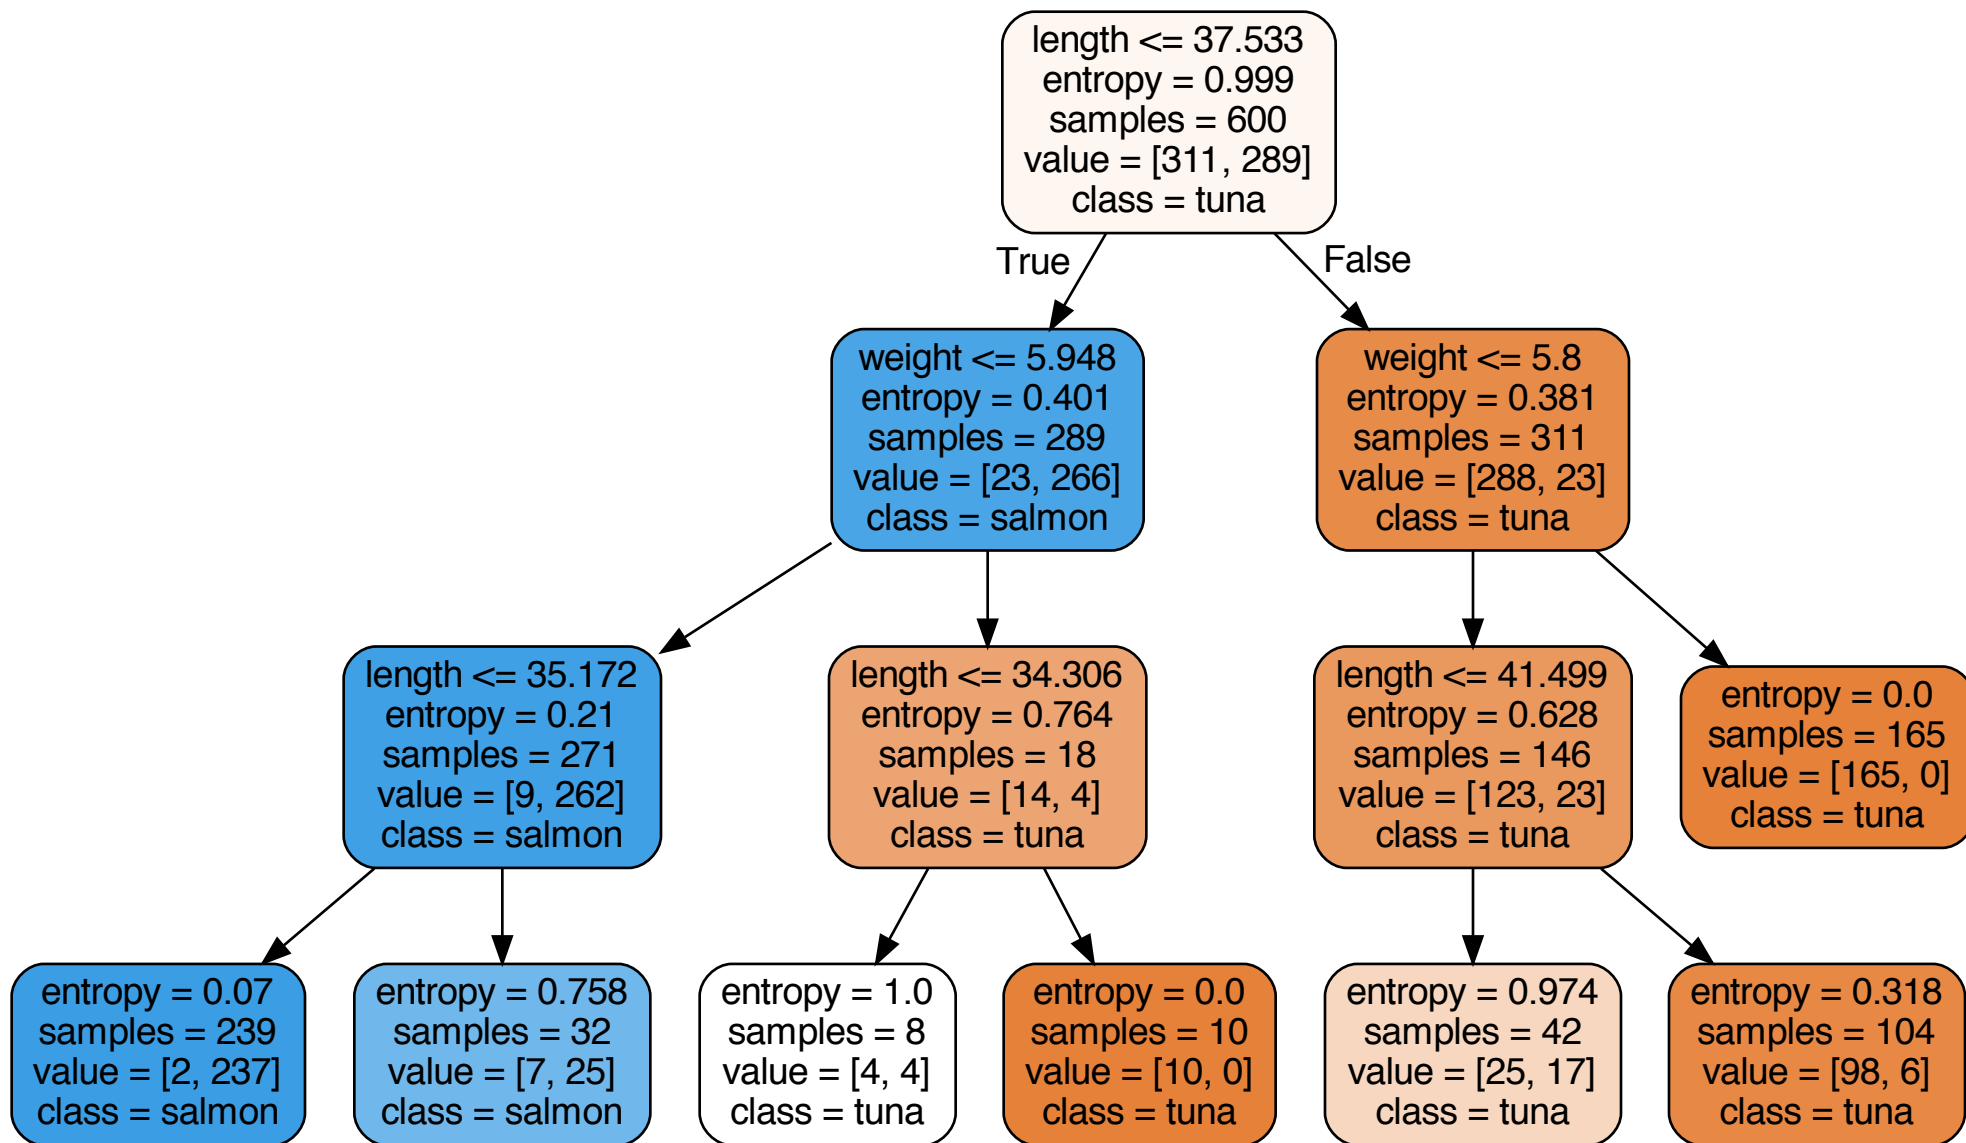 length <= 37.533
entropy = 0.999
samples = 600
value = [311, 289]
class = tuna
True
False
weight <= 5.948
entropy = 0.401
samples = 289
value = [23, 266]
class = salmon
weight <= 5.8
entropy = 0.381
samples = 311
value = [288, 23]
class = tuna
length <= 35.172
entropy = 0.21
samples = 271
value = [9, 262]
class = salmon
length <= 34.306
entropy = 0.764
samples = 18
value = [14, 4]
class = tuna
length <= 41.499
entropy = 0.628
samples = 146
value = [123, 23]
class = tuna
entropy = 0.0
samples = 165
value = [165, 0]
class = tuna
entropy = 0.07
samples = 239
value = [2, 237]
class = salmon
entropy = 0.758
samples = 32
value = [7, 25]
class = salmon
entropy = 1.0
samples = 8
value = [4, 4]
class = tuna
entropy = 0.0
samples = 10
value = [10, 0]
class = tuna
entropy = 0.974
samples = 42
value = [25, 17]
class = tuna
entropy = 0.318
samples = 104
value = [98, 6]
class = tuna